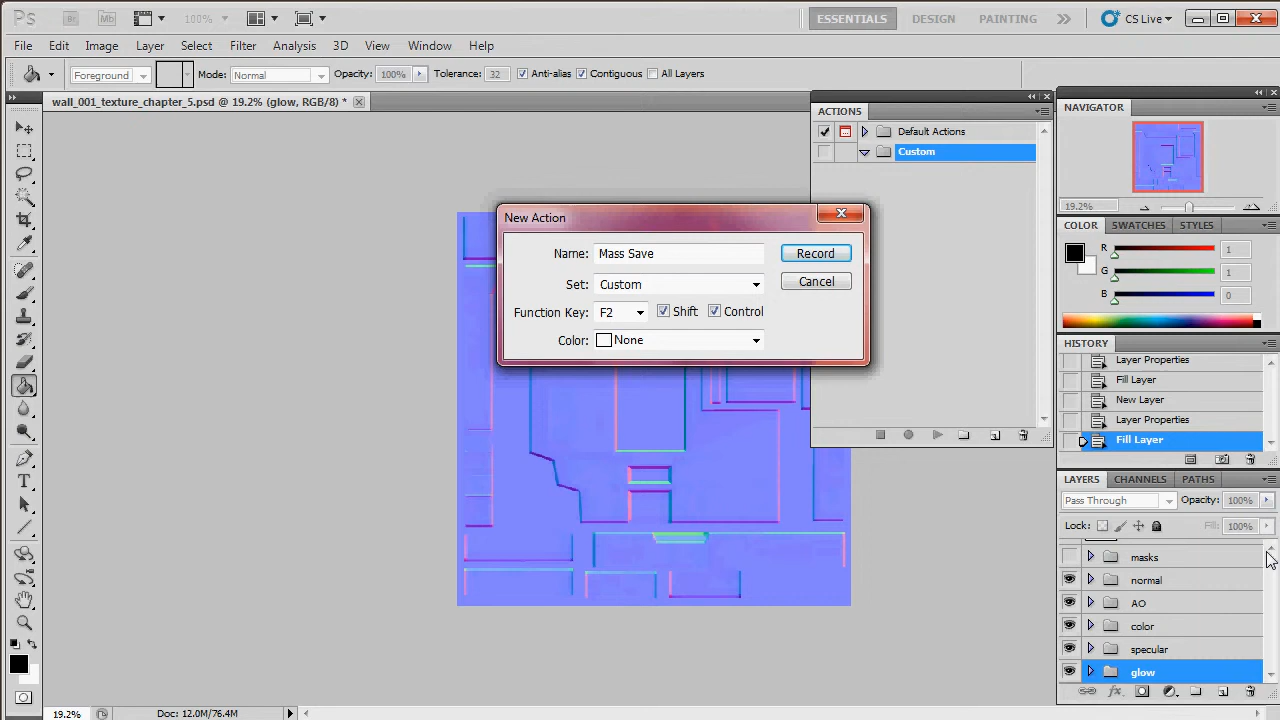 Ps Br Mb 100% ESSENTIALS DESIGN PAINTING CS Live
File Edit Image Layer Select Filter Analysis 3D View Window Help
Foreground Mode: Normal Opacity: 100% Tolerance: 32 Anti-alias Contiguous All Layers
wall_001_texture_chapter_5.psd @ 19.2% (glow, RGB/8) *
ACTIONS
Default Actions
Custom
NAVIGATOR
19.2%
COLOR SWATCHES STYLES
R 1
G 1
B 0
New Action
Name: Mass Save Record
Set: Custom Cancel
Function Key: F2 Shift Control
Color: None
HISTORY
Layer Properties
Fill Layer
New Layer
Layer Properties
Fill Layer
LAYERS CHANNELS PATHS
Pass Through Opacity: 100%
Lock: Fill: 100%
masks
normal
AO
color
specular
glow
T
fx
19.2% Doc: 12.0M/76.4M